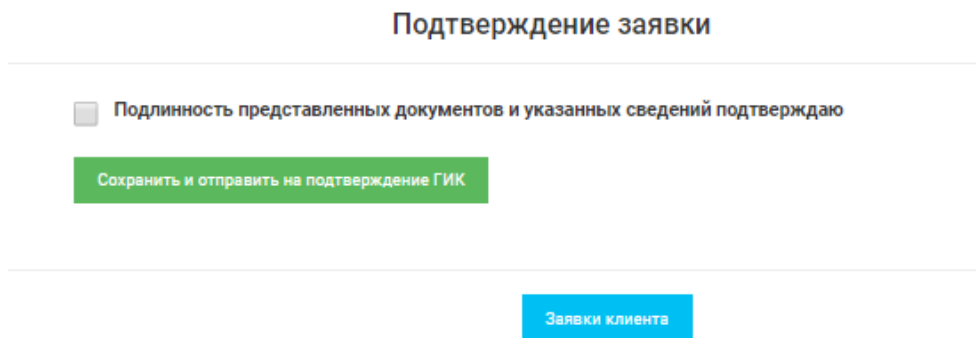 Подтверждение заявки
Подлинность представленных документов и указанных сведений подтверждаю
Сохранить и отправить на подтверждение ГИК
Заявки клиента